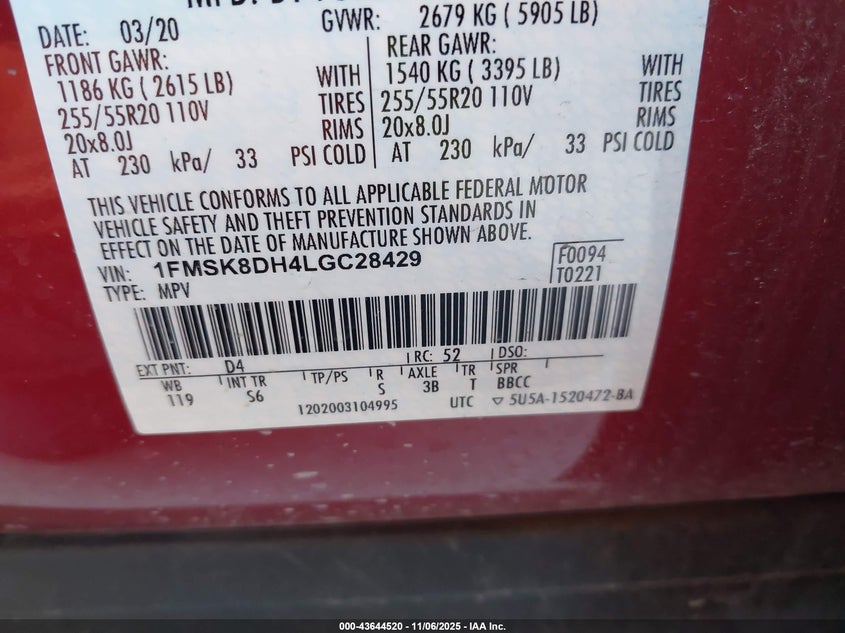 GVWR: 2679 KG ( 5905 LB)
DATE: 03/20
FRONT GAWR:
1186 KG ( 2615 LB) WITH
255/55R20 110V TIRES
20x8.0J RIMS
AT 230 kPa/ 33 PSI COLD
REAR GAWR:
1540 KG ( 3395 LB) WITH
255/55R20 110V TIRES
20x8.0J RIMS
AT 230 kPa/ 33 PSI COLD
THIS VEHICLE CONFORMS TO ALL APPLICABLE FEDERAL MOTOR
VEHICLE SAFETY AND THEFT PREVENTION STANDARDS IN
EFFECT ON THE DATE OF MANUFACTURE SHOWN ABOVE.
VIN: 1FMSK8DH4LGC28429
TYPE: MPV
F0094
T0221
EXT PNT: D4 RC: 52 DSO:
WB INT TR TP/PS R AXLE TR SPR
119 S6 S 3B T BBCC
1202003104995 UTC ▽ 5U5A-1520472-BA
000-43644520 | 11/06/2025 | IAA Inc.